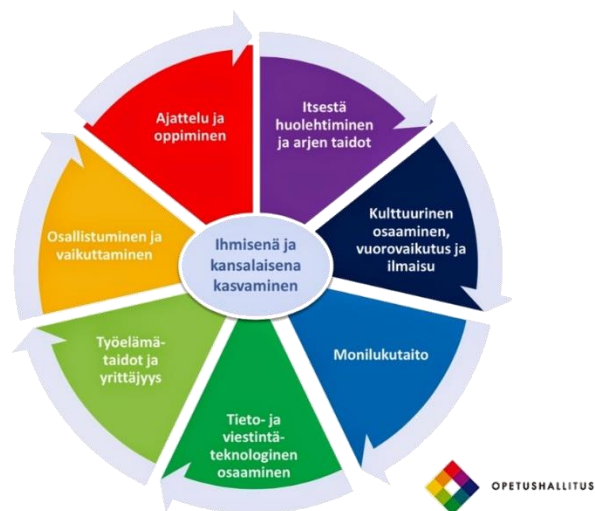 Ajattelu ja
oppiminen
Itsestä
huolehtiminen
ja arjen taidot
Kulttuurinen
osaaminen,
vuorovaikutus ja
ilmaisu
Monilukutaito
Tieto- ja
viestintä-
teknologinen
osaaminen
Työelämä-
taidot ja
yrittäjyys
Osallistuminen ja
vaikuttaminen
Ihmisenä ja
kansalaisena
kasvaminen
OPETUSHALLITUS